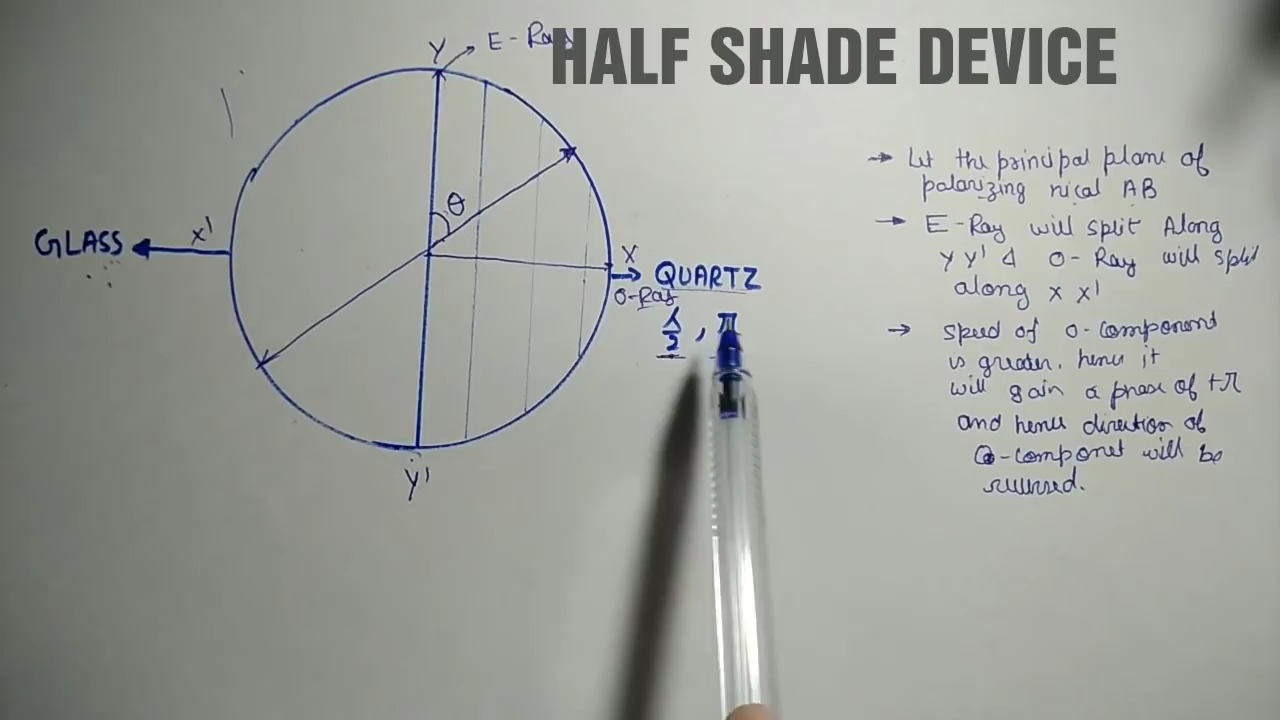 HALF SHADE DEVICE
Y
E-Ray
θ
GLASS
X'
X
QUARTZ
O-Ray
λ/2, π
Y'
→ Let the principal plane of
polarizing nical AB
→ E-Ray will split Along
YY' & O-Ray will split
along x x'
→ speed of O-component
is greater. hence it
will gain a phase of +π
and hence direction of
O-componet will be
reversed.